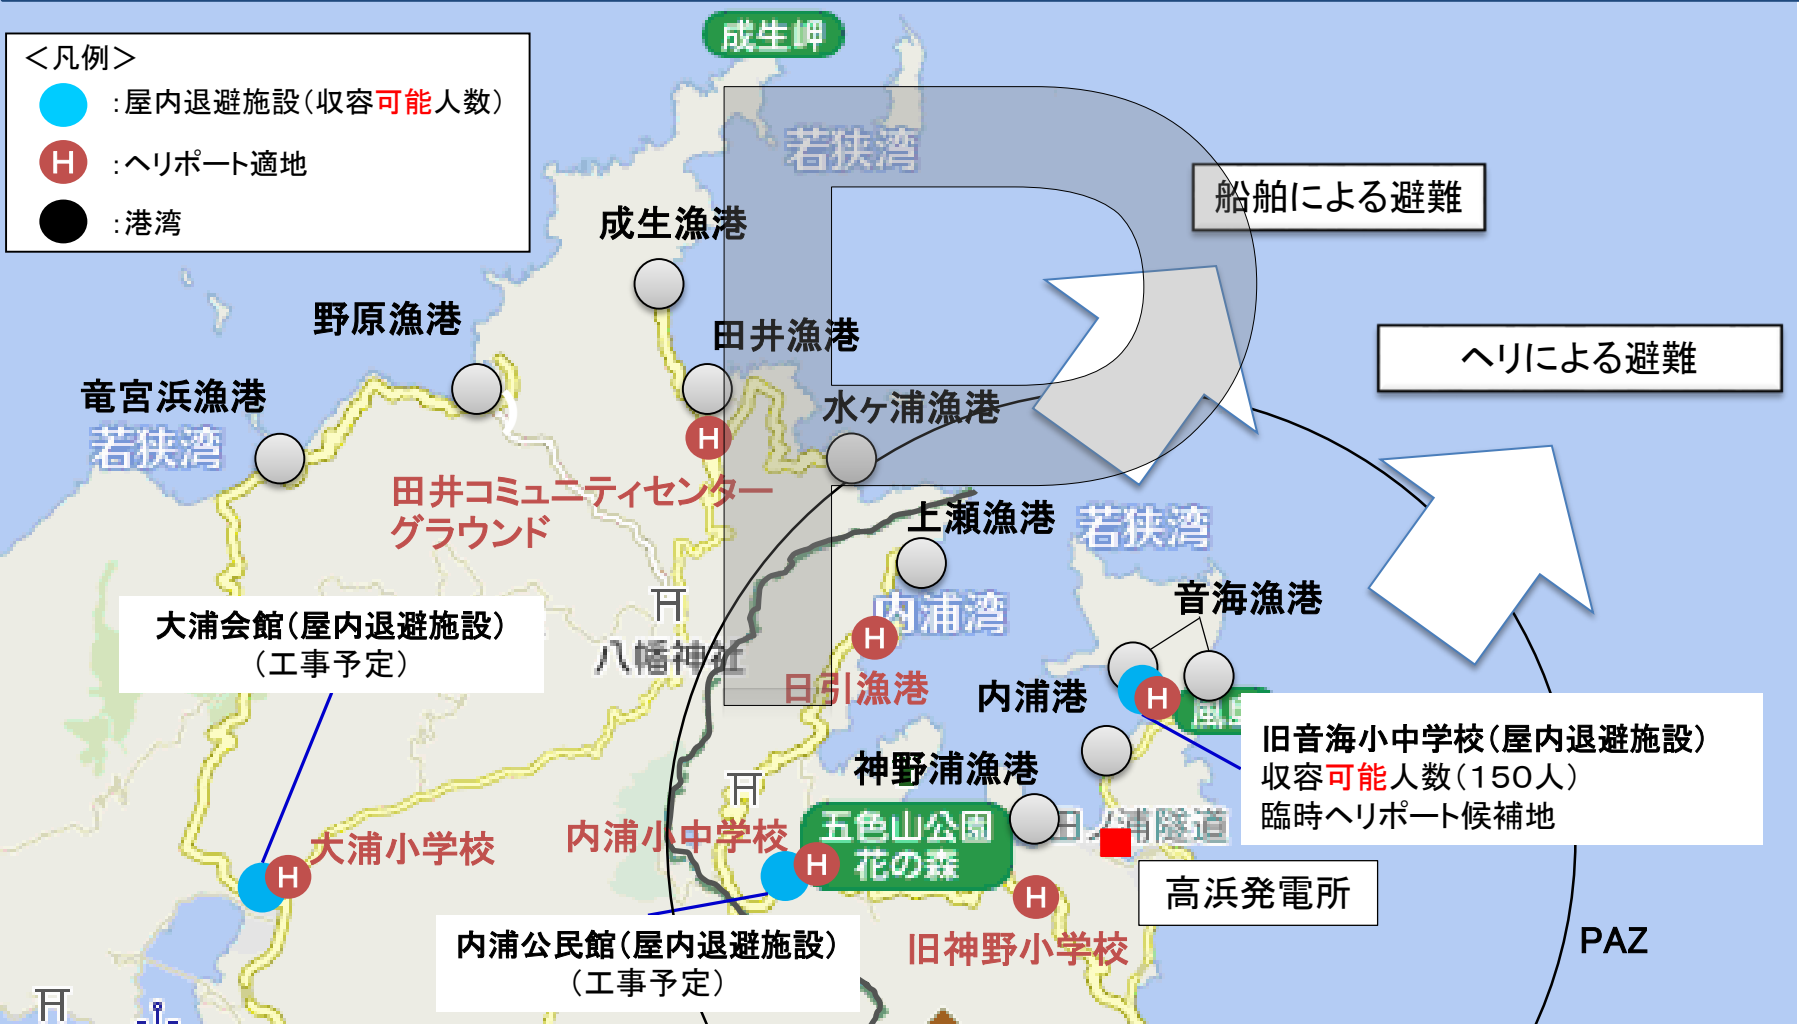 成生岬
＜凡例＞
：屋内退避施設（収容可能人数）
H ：ヘリポート適地
：港湾
若狭湾
船舶による避難
成生漁港
野原漁港
田井漁港
ヘリによる避難
竜宮浜漁港
水ヶ浦漁港
若狭湾
H
田井コミュニティセンター
グラウンド
上瀬漁港
若狭湾
音海漁港
内浦湾
大浦会館（屋内退避施設）
（工事予定）
H
八幡神社
日引漁港
内浦港
H
旧音海小中学校（屋内退避施設）
収容可能人数（150人）
臨時ヘリポート候補地
神野浦漁港
内浦小中学校
五色山公園
花の森
大浦小学校
H
H
H
高浜発電所
旧神野小学校
PAZ
内浦公民館（屋内退避施設）
（工事予定）
P